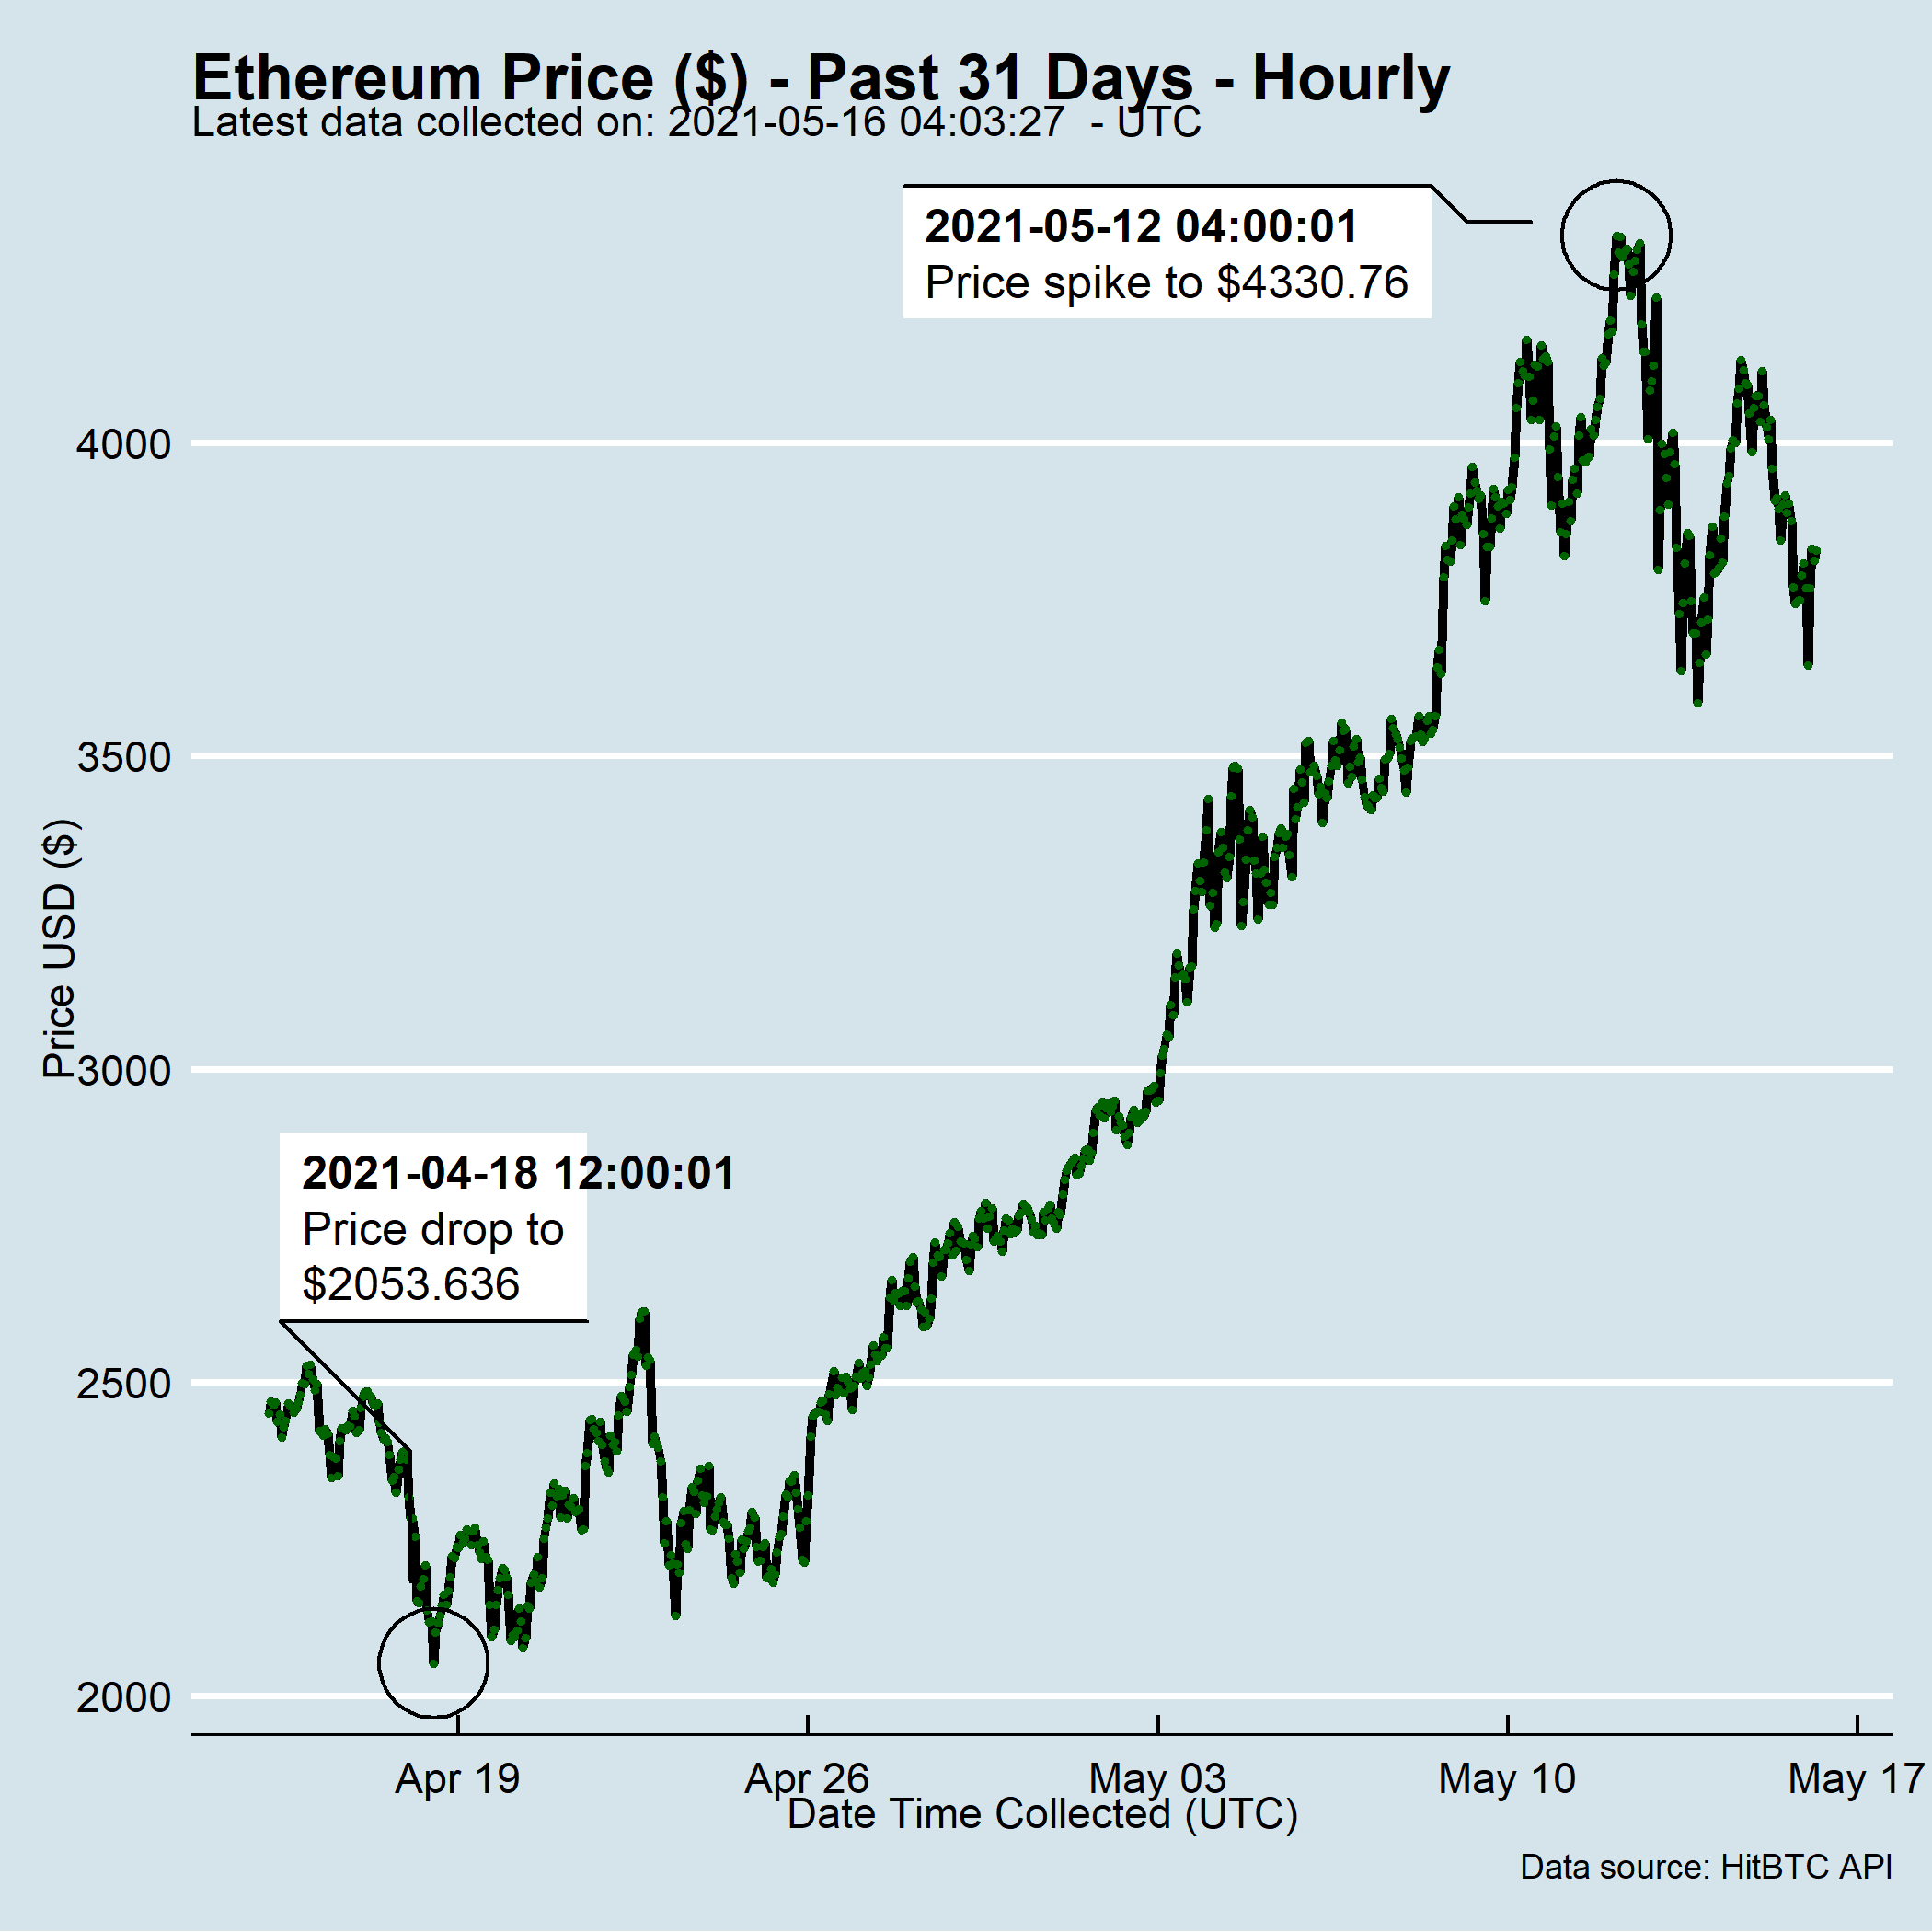 Ethereum Price ($) - Past 31 Days - Hourly
Latest data collected on: 2021-05-16 04:03:27  - UTC
2021-05-12 04:00:01
Price spike to $4330.76
4000
3500
3000
2500
2000
Price USD ($)
2021-04-18 12:00:01
Price drop to
$2053.636
Apr 19
Apr 26
May 03
May 10
May 17
Date Time Collected (UTC)
Data source: HitBTC API